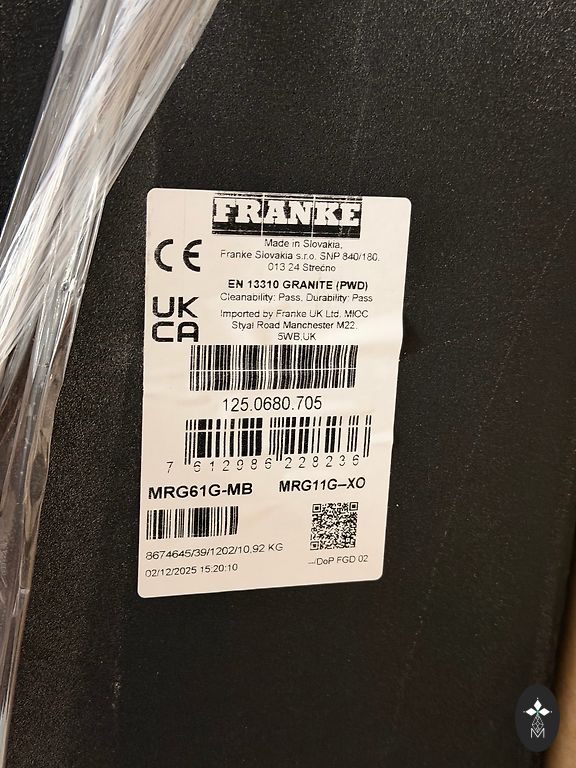 FRANKE
Made in Slovakia,
Franke Slovakia s.r.o. SNP 840/180,
013 24 Strečno
CE
EN 13310 GRANITE (PWD)
Cleanability: Pass, Durability: Pass
UK
CA
Imported by Franke UK Ltd, MIOC
Styal Road Manchester M22,
5WB,UK
125.0680.705
7 612986 228236
MRG61G-MB MRG11G–XO
8674645/39/1202/10,92 KG
02/12/2025 15:20:10
--/DoP FGD 02
M